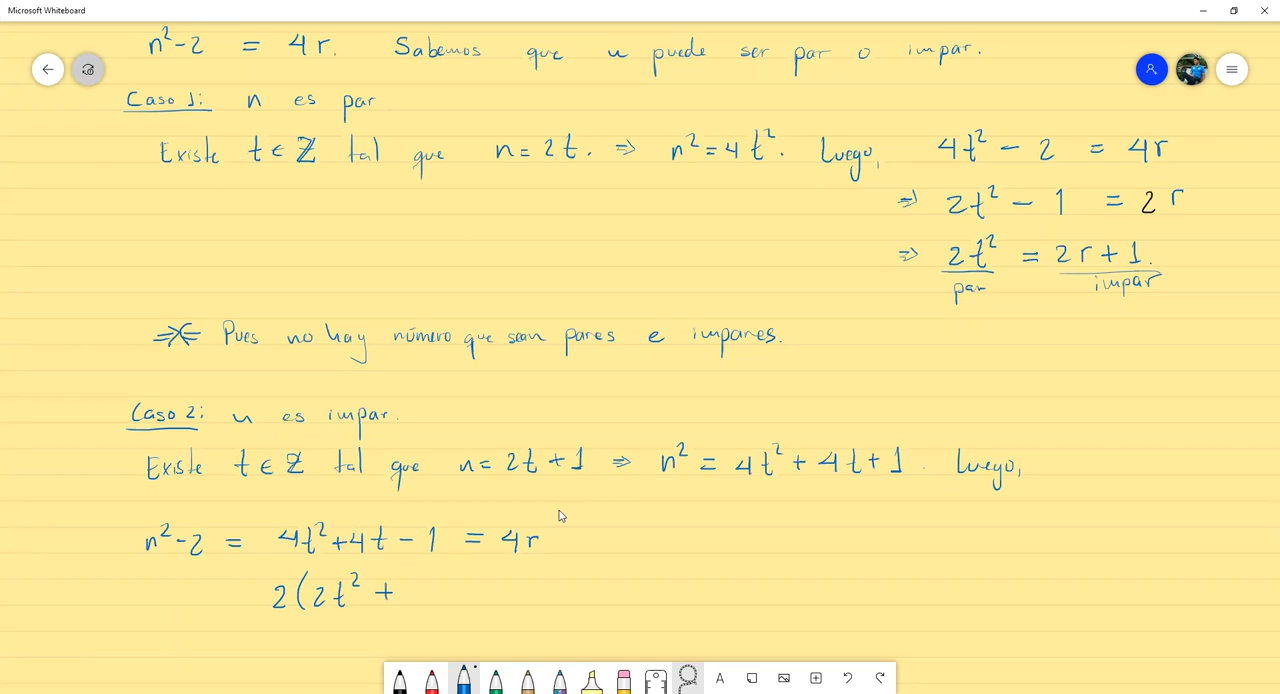 Microsoft Whiteboard
n²-2 = 4r. Sabemos que n puede ser par o impar.
Caso 1: n es par
Existe t ∈ ℤ tal que n = 2t. ⇒ n² = 4t². Luego, 4t² - 2 = 4r
⇒ 2t² - 1 = 2r
⇒ 2t² = 2r + 1.
par impar
⇒⇐ Pues no hay número que sean pares e impares.
Caso 2: n es impar.
Existe t ∈ ℤ tal que n = 2t + 1 ⇒ n² = 4t² + 4t + 1. Luego,
n²-2 = 4t² + 4t - 1 = 4r
2(2t² +
A